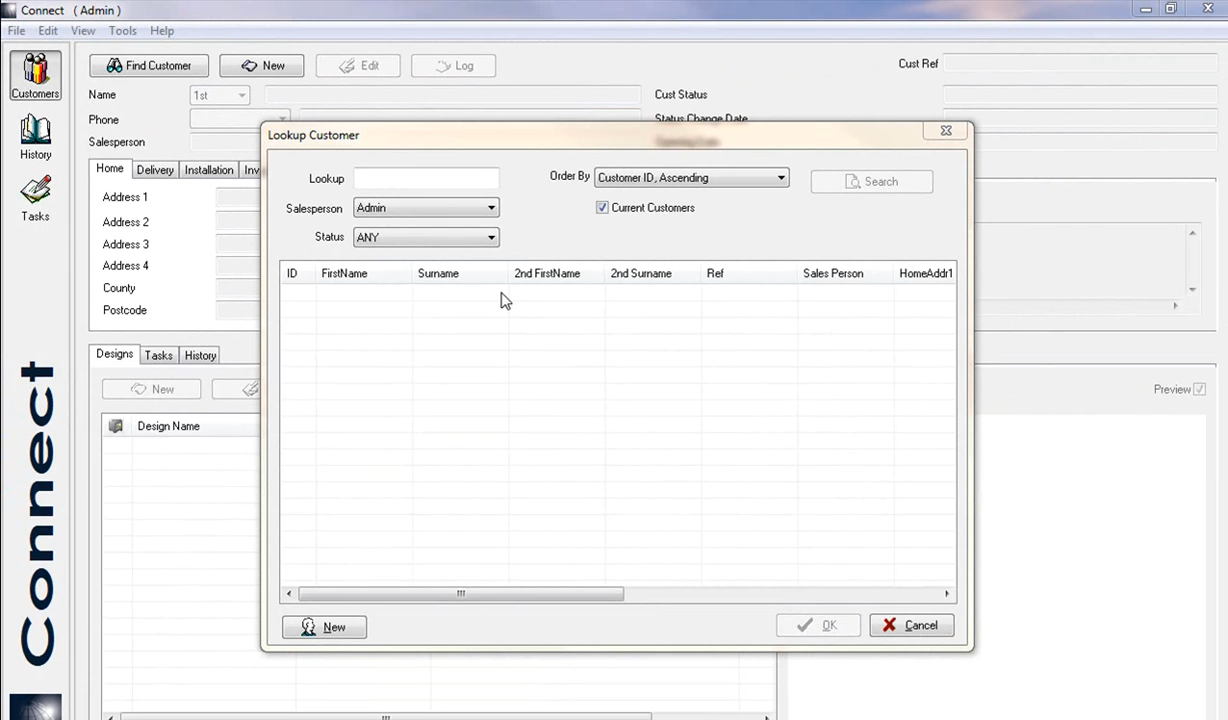 Connect ( Admin )
File Edit View Tools Help
Customers
History
Tasks
Connect
Find Customer New Edit Log Cust Ref
Name 1st Cust Status
Phone Status Change Date
Salesperson
Home Delivery Installation Inv
Address 1
Address 2
Address 3
Address 4
County
Postcode
Designs Tasks History
New Preview
Design Name
Lookup Customer
Lookup Order By Customer ID, Ascending Search
Salesperson Admin Current Customers
Status ANY
ID FirstName Surname 2nd FirstName 2nd Surname Ref Sales Person HomeAddr1
New OK Cancel